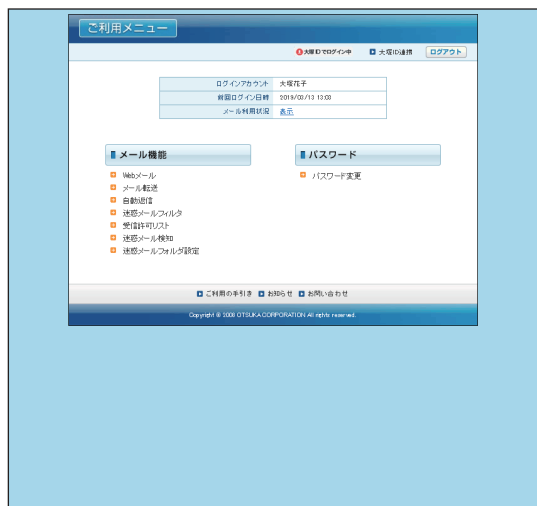 ご利用メニュー
大塚IDでログイン中 大塚ID連携 ログアウト
ログインアカウント 大塚花子
前回ログイン日時 2019/03/13 13:03
メール利用状況 表示
メール機能 パスワード
Webメール パスワード変更
メール転送
自動返信
迷惑メールフィルタ
受信許可リスト
迷惑メール検知
迷惑メールフォルダ設定
ご利用の手引き お知らせ お問い合わせ
Copyright © 2008 OTSUKA CORPORATION All rights reserved.